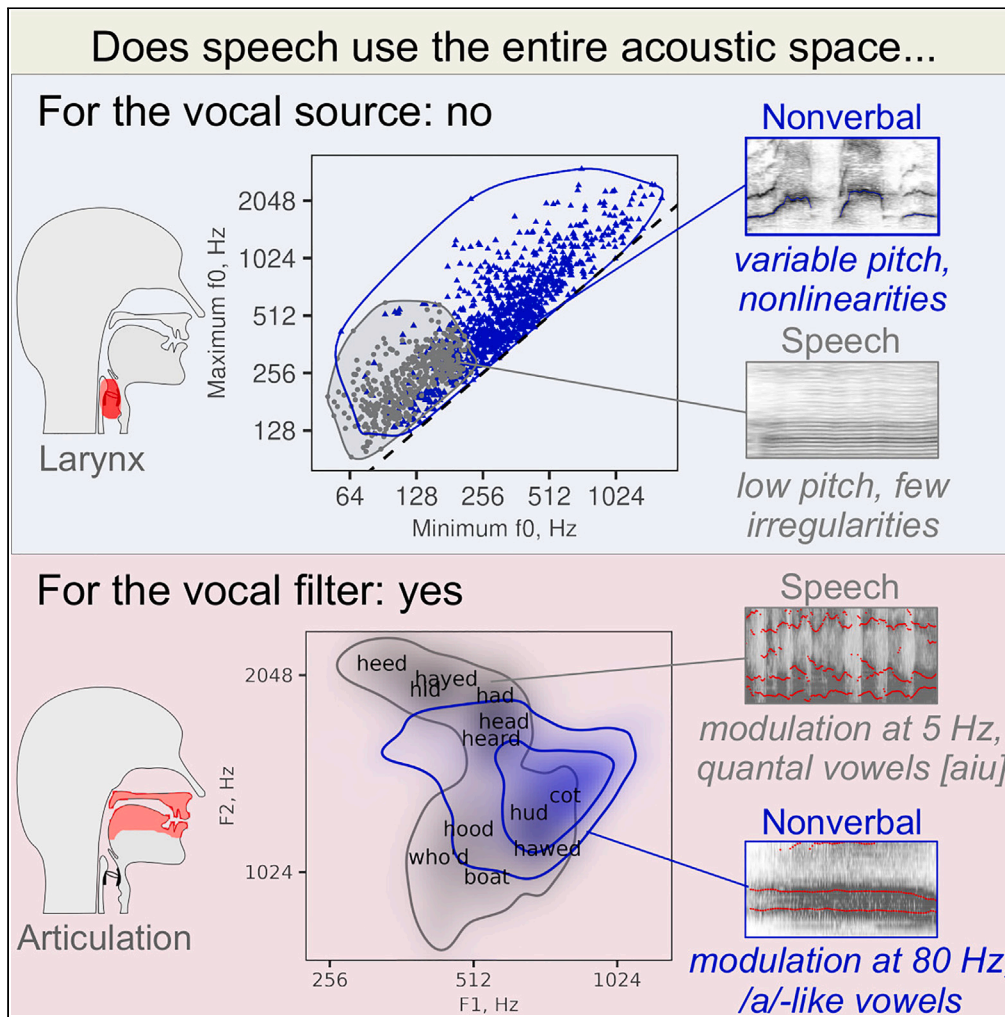 Does speech use the entire acoustic space...
For the vocal source: no
Larynx
Maximum f0, Hz
2048
1024
512
256
128
64
128
256
512
1024
Minimum f0, Hz
Nonverbal
variable pitch,
nonlinearities
Speech
low pitch, few
irregularities
For the vocal filter: yes
Articulation
F2, Hz
2048
1024
heed
hayed
hid
had
head
heard
cot
hud
hood
hawed
who'd
boat
256
512
1024
F1, Hz
Speech
modulation at 5 Hz,
quantal vowels [aiu]
Nonverbal
modulation at 80 Hz,
/a/-like vowels